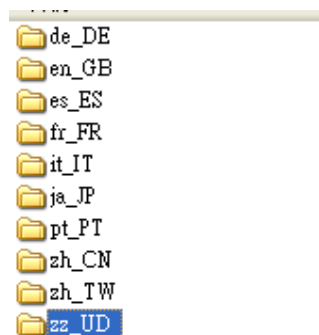 de_DE
en_GB
es_ES
fr_FR
it_IT
ja_JP
pt_PT
zh_CN
zh_TW
zz_UD